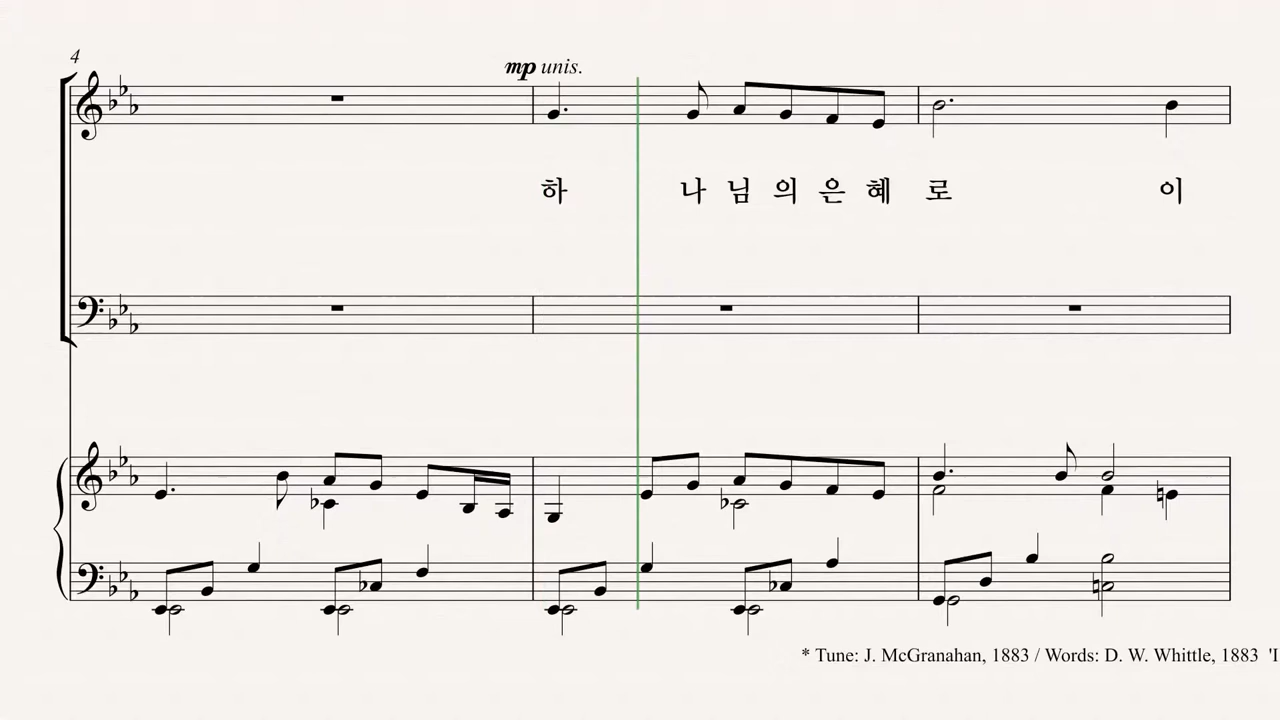 4
mp unis.
하 나 님 의 은 혜 로 이
* Tune: J. McGranahan, 1883 / Words: D. W. Whittle, 1883 'I